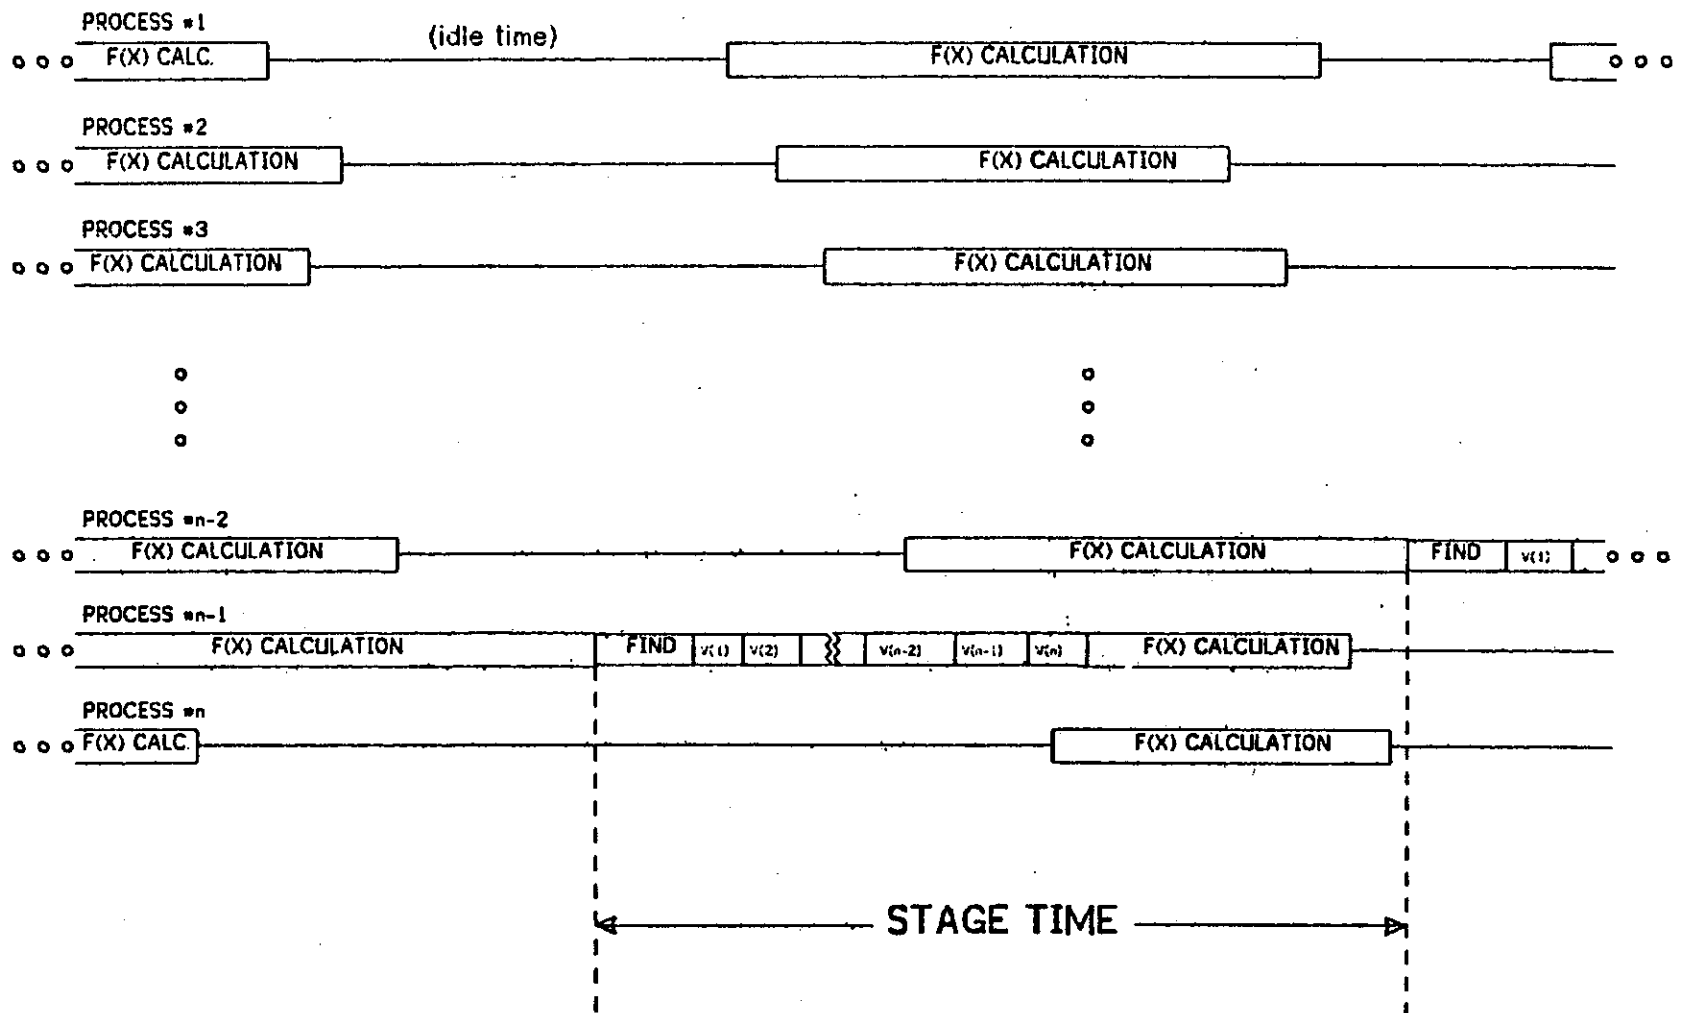 PROCESS #1
F(X) CALC.
(idle time)
F(X) CALCULATION
PROCESS #2
F(X) CALCULATION
F(X) CALCULATION
PROCESS #3
F(X) CALCULATION
F(X) CALCULATION
PROCESS #n-2
F(X) CALCULATION
F(X) CALCULATION
FIND
V(1)
PROCESS #n-1
F(X) CALCULATION
FIND
V(1)
V(2)
V(n-2)
V(n-1)
V(n)
F(X) CALCULATION
PROCESS #n
F(X) CALC.
F(X) CALCULATION
STAGE TIME